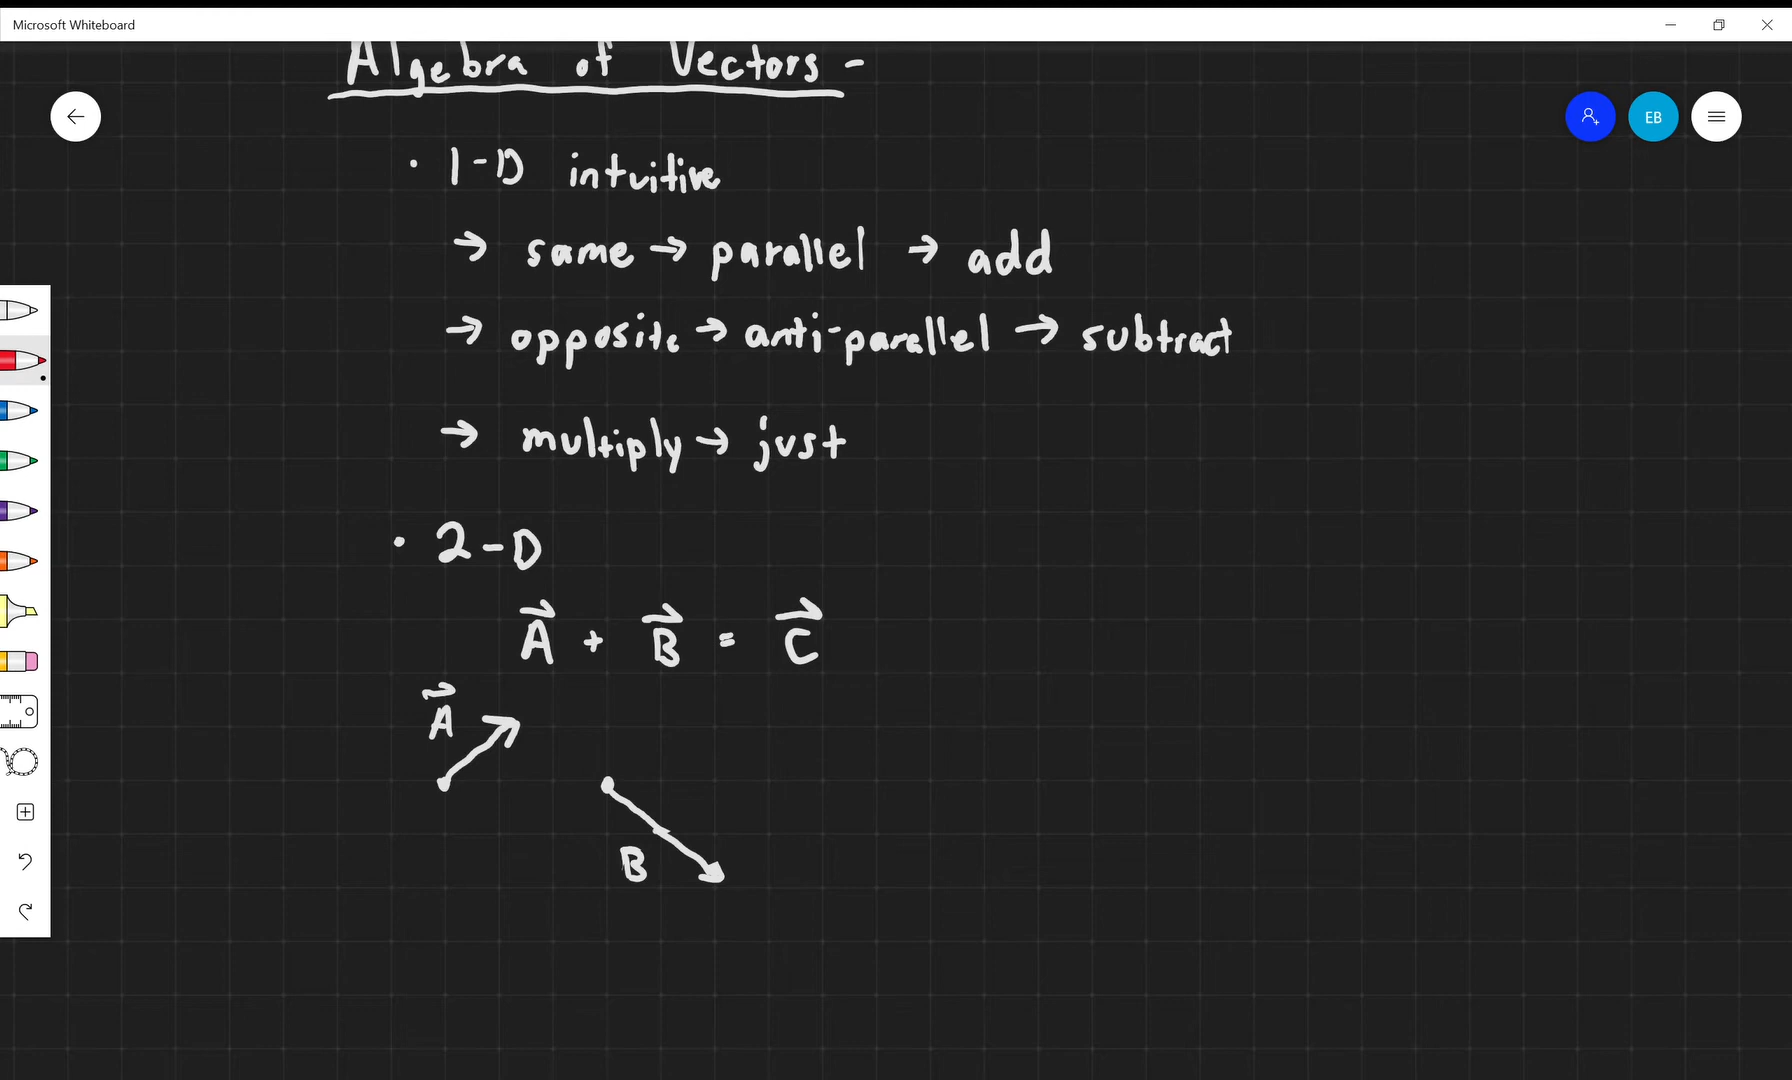 Microsoft Whiteboard
Algebra of Vectors -
EB
· 1-D intuitive
→ same → parallel → add
→ opposite → anti-parallel → subtract
→ multiply → just
· 2-D
A⃗ + B⃗ = C⃗
A⃗
B